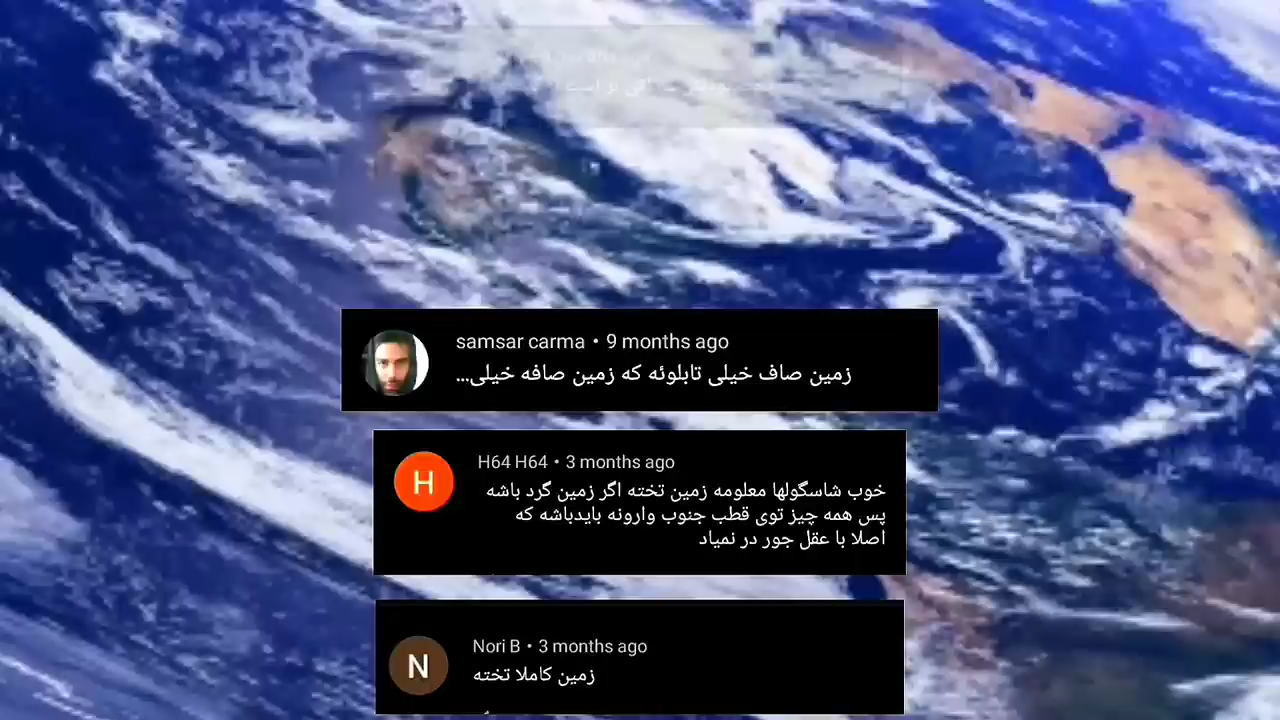 samsar carma • 9 months ago
زمین صاف خیلی تابلوئه که زمین صافه خیلی...
H
H64 H64 • 3 months ago
خوب شاسگولها معلومه زمین تخته اگر زمین گرد باشه
پس همه چیز توی قطب جنوب وارونه بایدباشه که
اصلا با عقل جور در نمیاد
N
Nori B • 3 months ago
زمین کاملا تخته